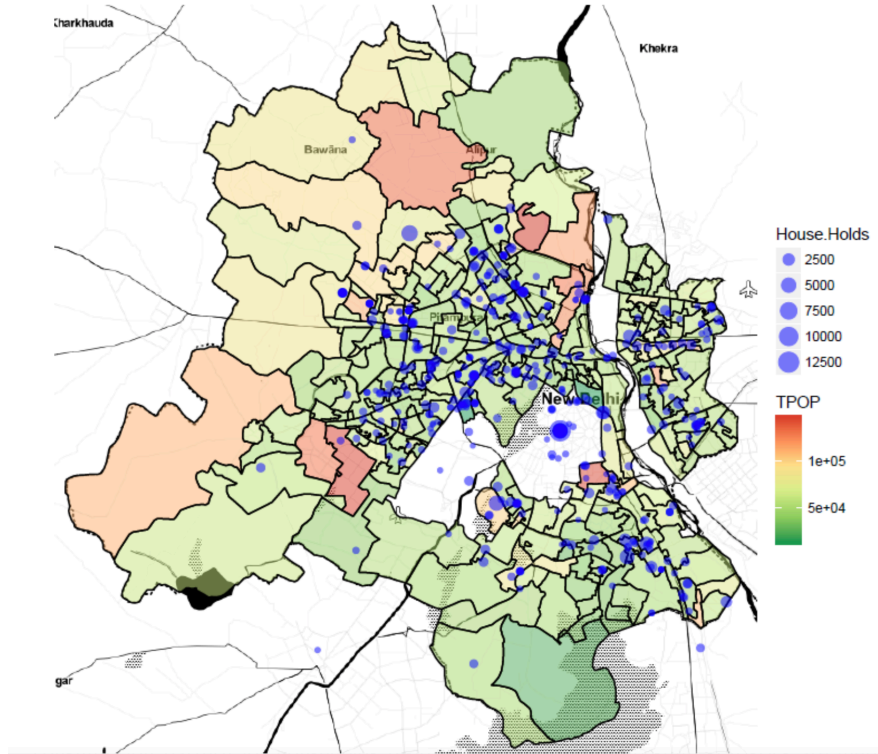 Kharkhauda
Khekra
Bawāna
Alipur
House.Holds
2500
5000
7500
10000
12500
New Delhi
TPOP
1e+05
5e+04
gar